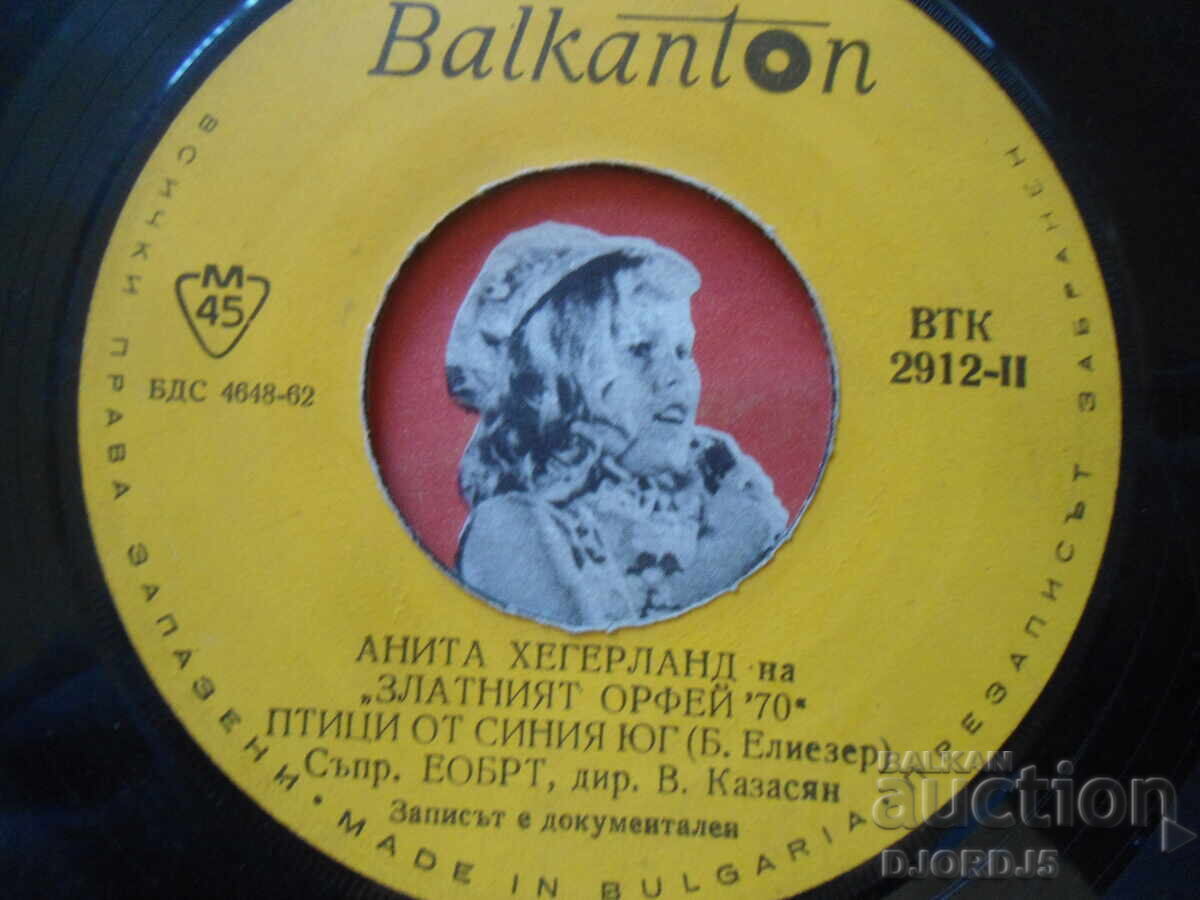 Balkanton
ВСИЧКИ ПРАВА ЗАПАЗЕНИ • MADE IN BULGARIA • ПРЕЗАПИСЪТ ЗАБРАНЕН
М
45
БДС 4648-62
ВТК
2912-II
АНИТА ХЕГЕРЛАНД на
„ЗЛАТНИЯТ ОРФЕЙ '70“
ПТИЦИ ОТ СИНИЯ ЮГ (Б. Елиезер)
Съпр. ЕОБРТ, дир. В. Казасян
Записът е документален
BALKAN
auction
DJORDJ5